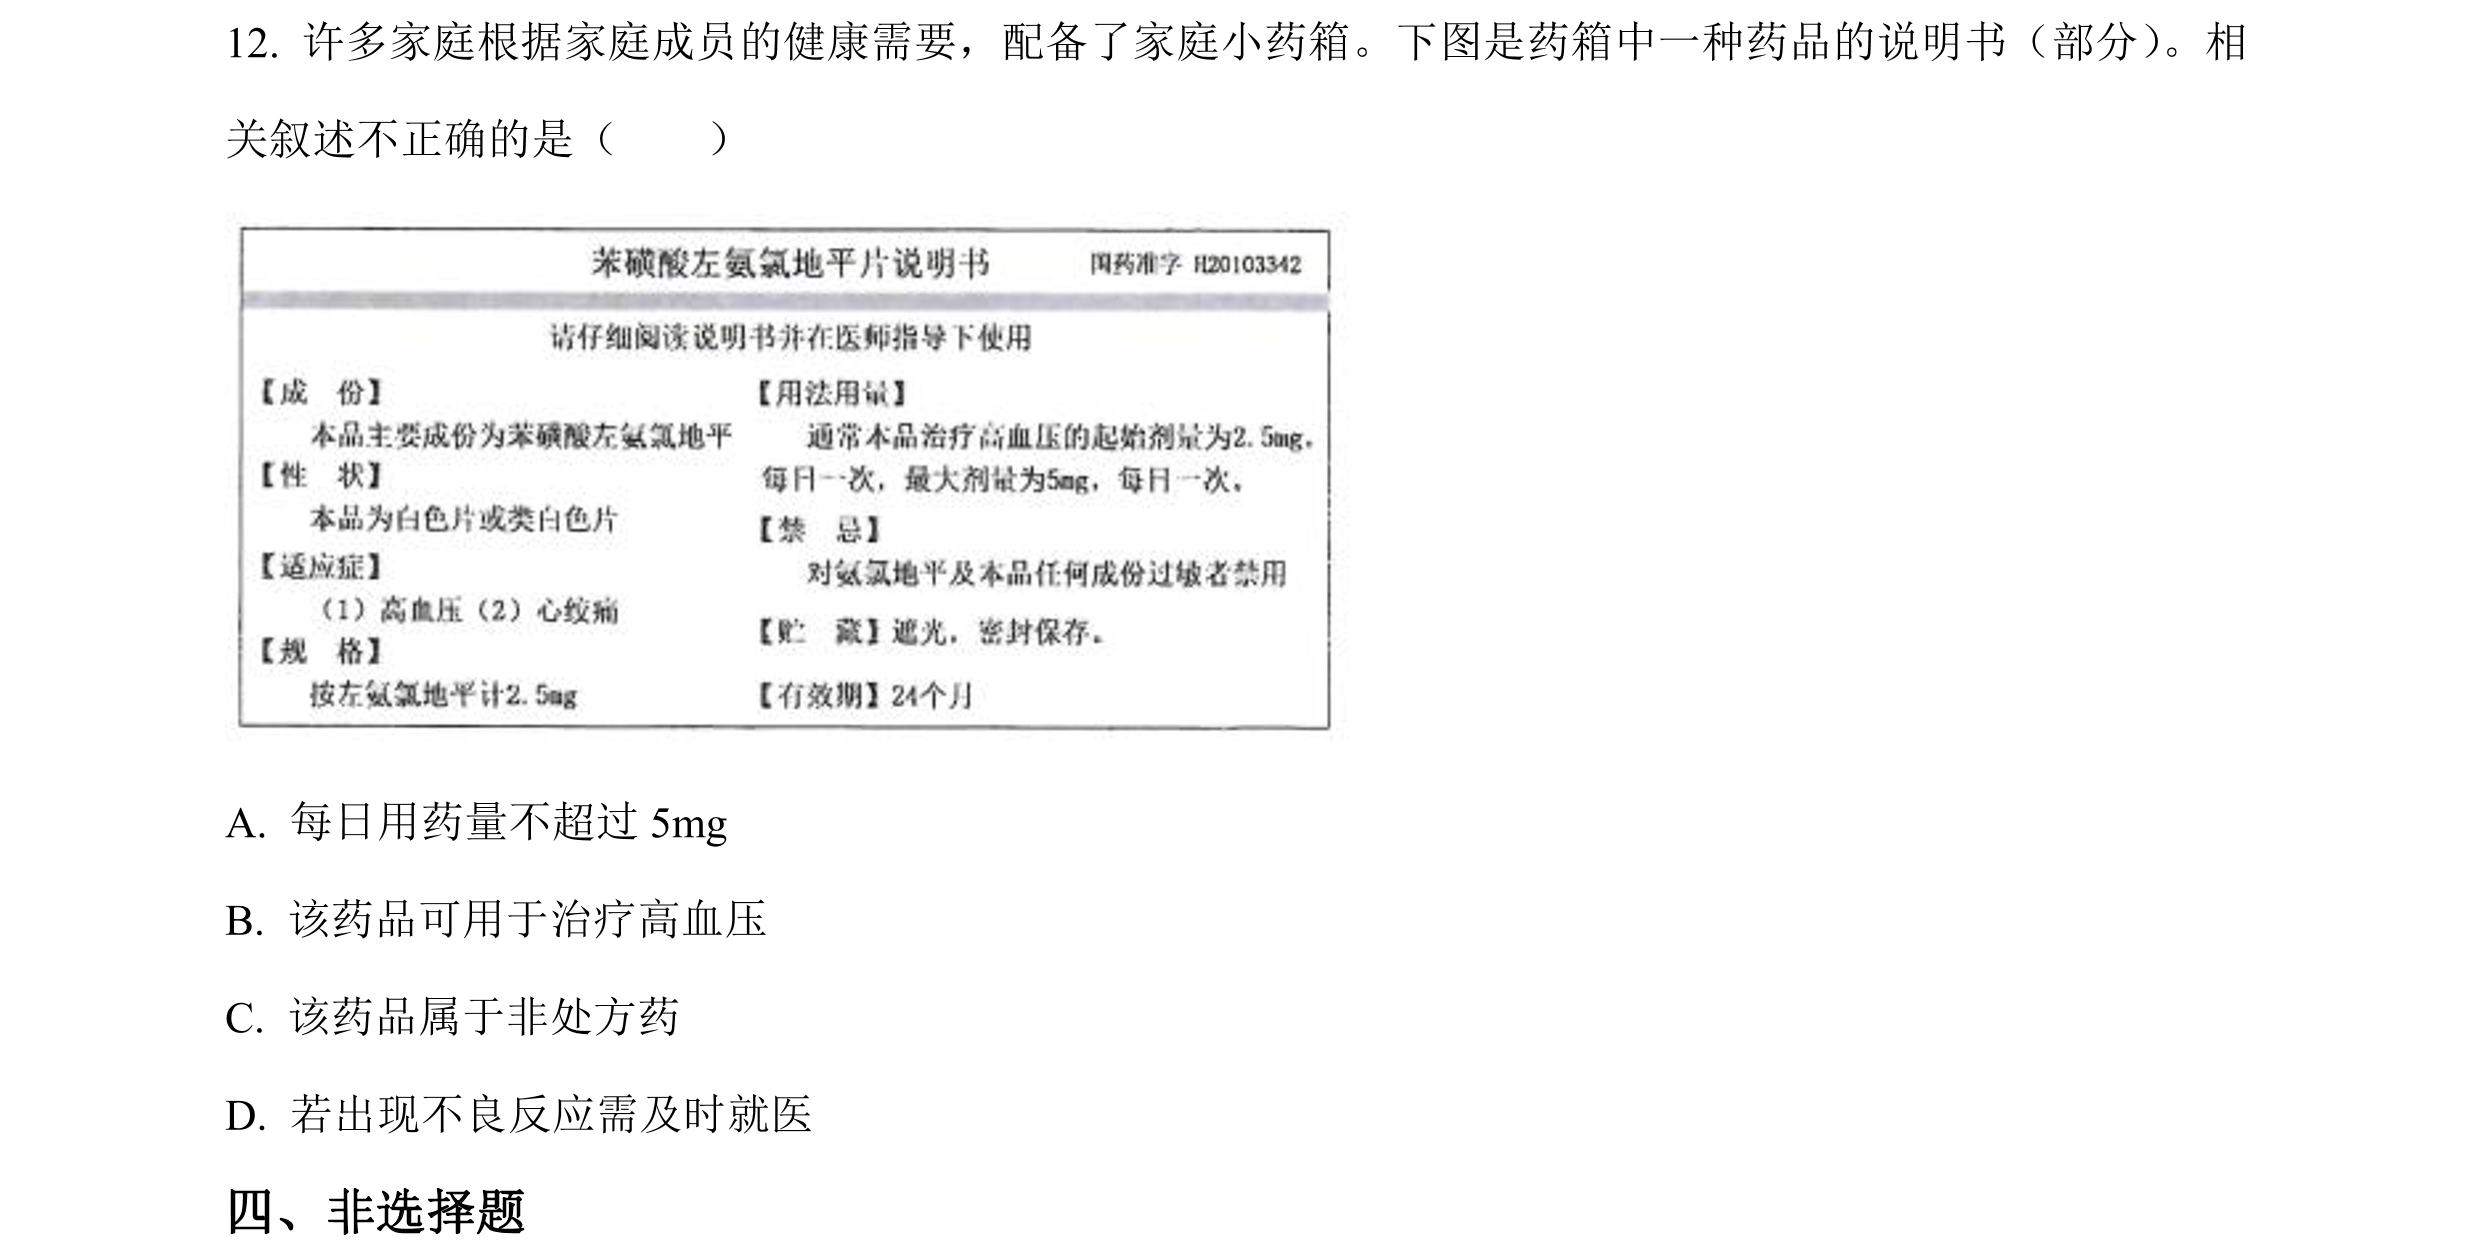 12. 许多家庭根据家庭成员的健康需要，配备了家庭小药箱。下图是药箱中一种药品的说明书（部分）。相
关叙述不正确的是（　　）
苯磺酸左氨氯地平片说明书　国药准字 H20103342
请仔细阅读说明书并在医师指导下使用
【成　份】
本品主要成份为苯磺酸左氨氯地平
【性　状】
本品为白色片或类白色片
【适应症】
（1）高血压（2）心绞痛
【规　格】
按左氨氯地平计2.5mg
【用法用量】
通常本品治疗高血压的起始剂量为2.5mg，
每日一次，最大剂量为5mg，每日一次。
【禁　忌】
对氨氯地平及本品任何成份过敏者禁用
【贮　藏】遮光，密封保存。
【有效期】24个月
A. 每日用药量不超过 5mg
B. 该药品可用于治疗高血压
C. 该药品属于非处方药
D. 若出现不良反应需及时就医
四、非选择题